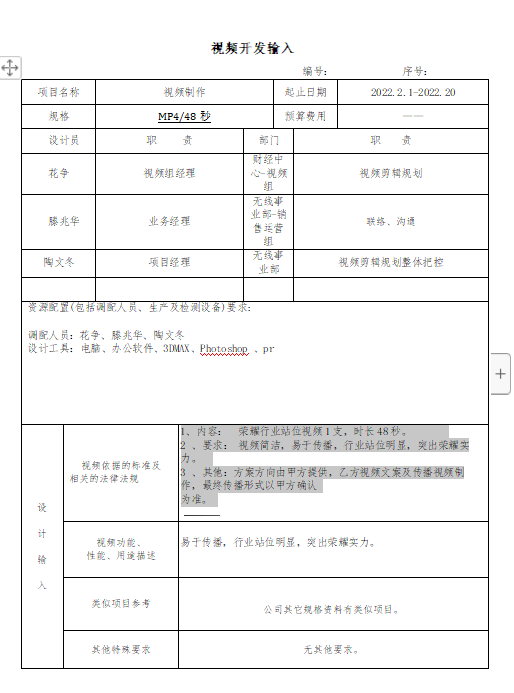 视频开发输入
编号： 序号：
项目名称 视频制作 起止日期 2022.2.1-2022.20
规格 MP4/48 秒 预算费用 ——
设计员 职 责 部门 职 责
花争 视频组经理 财经中心-视频组 视频剪辑规划
滕兆华 业务经理 无线事业部-销售运营组 联络、沟通
陶文冬 项目经理 无线事业部 视频剪辑规划整体把控
资源配置(包括调配人员、生产及检测设备)要求：
调配人员：花争、滕兆华、陶文冬
设计工具：电脑、办公软件、3DMAX、Photoshop 、pr
设计输入
视频依据的标准及
相关的法律法规
1、内容： 荣耀行业站位视频 1 支，时长 48 秒。
2 、要求： 视频简洁，易于传播，行业站位明显，突出荣耀实
力。
3 、其他：方案方向由甲方提供，乙方视频文案及传播视频制
作，最终传播形式以甲方确认
为准。
视频功能、
性能、用途描述
易于传播，行业站位明显，突出荣耀实力。
类似项目参考
公司其它规格资料有类似项目。
其他特殊要求
无其他要求。